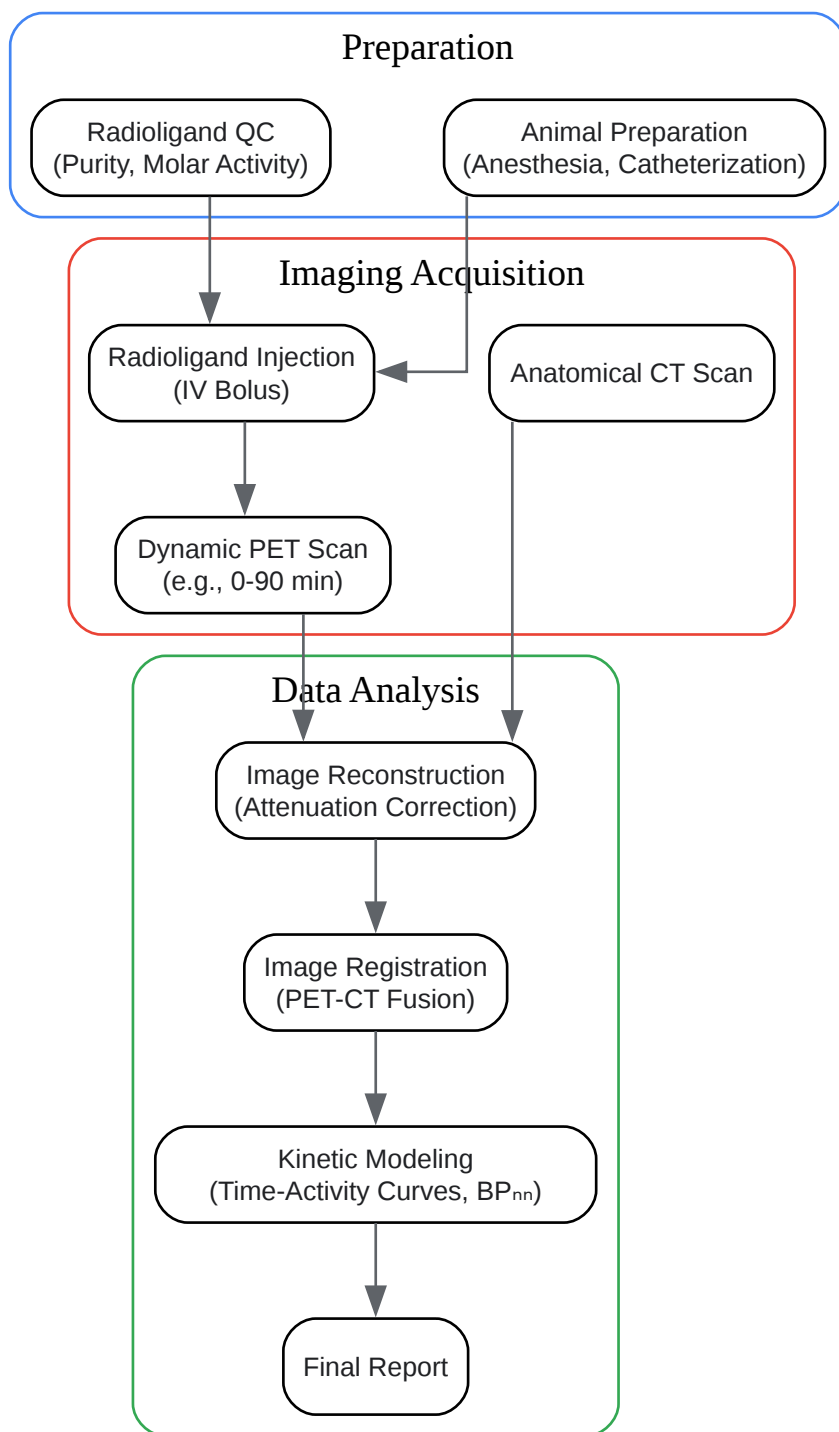 Preparation
Radioligand QC
(Purity, Molar Activity)
Animal Preparation
(Anesthesia, Catheterization)
Imaging Acquisition
Radioligand Injection
(IV Bolus)
Anatomical CT Scan
Dynamic PET Scan
(e.g., 0-90 min)
Data Analysis
Image Reconstruction
(Attenuation Correction)
Image Registration
(PET-CT Fusion)
Kinetic Modeling
(Time-Activity Curves, BPₙₙ)
Final Report